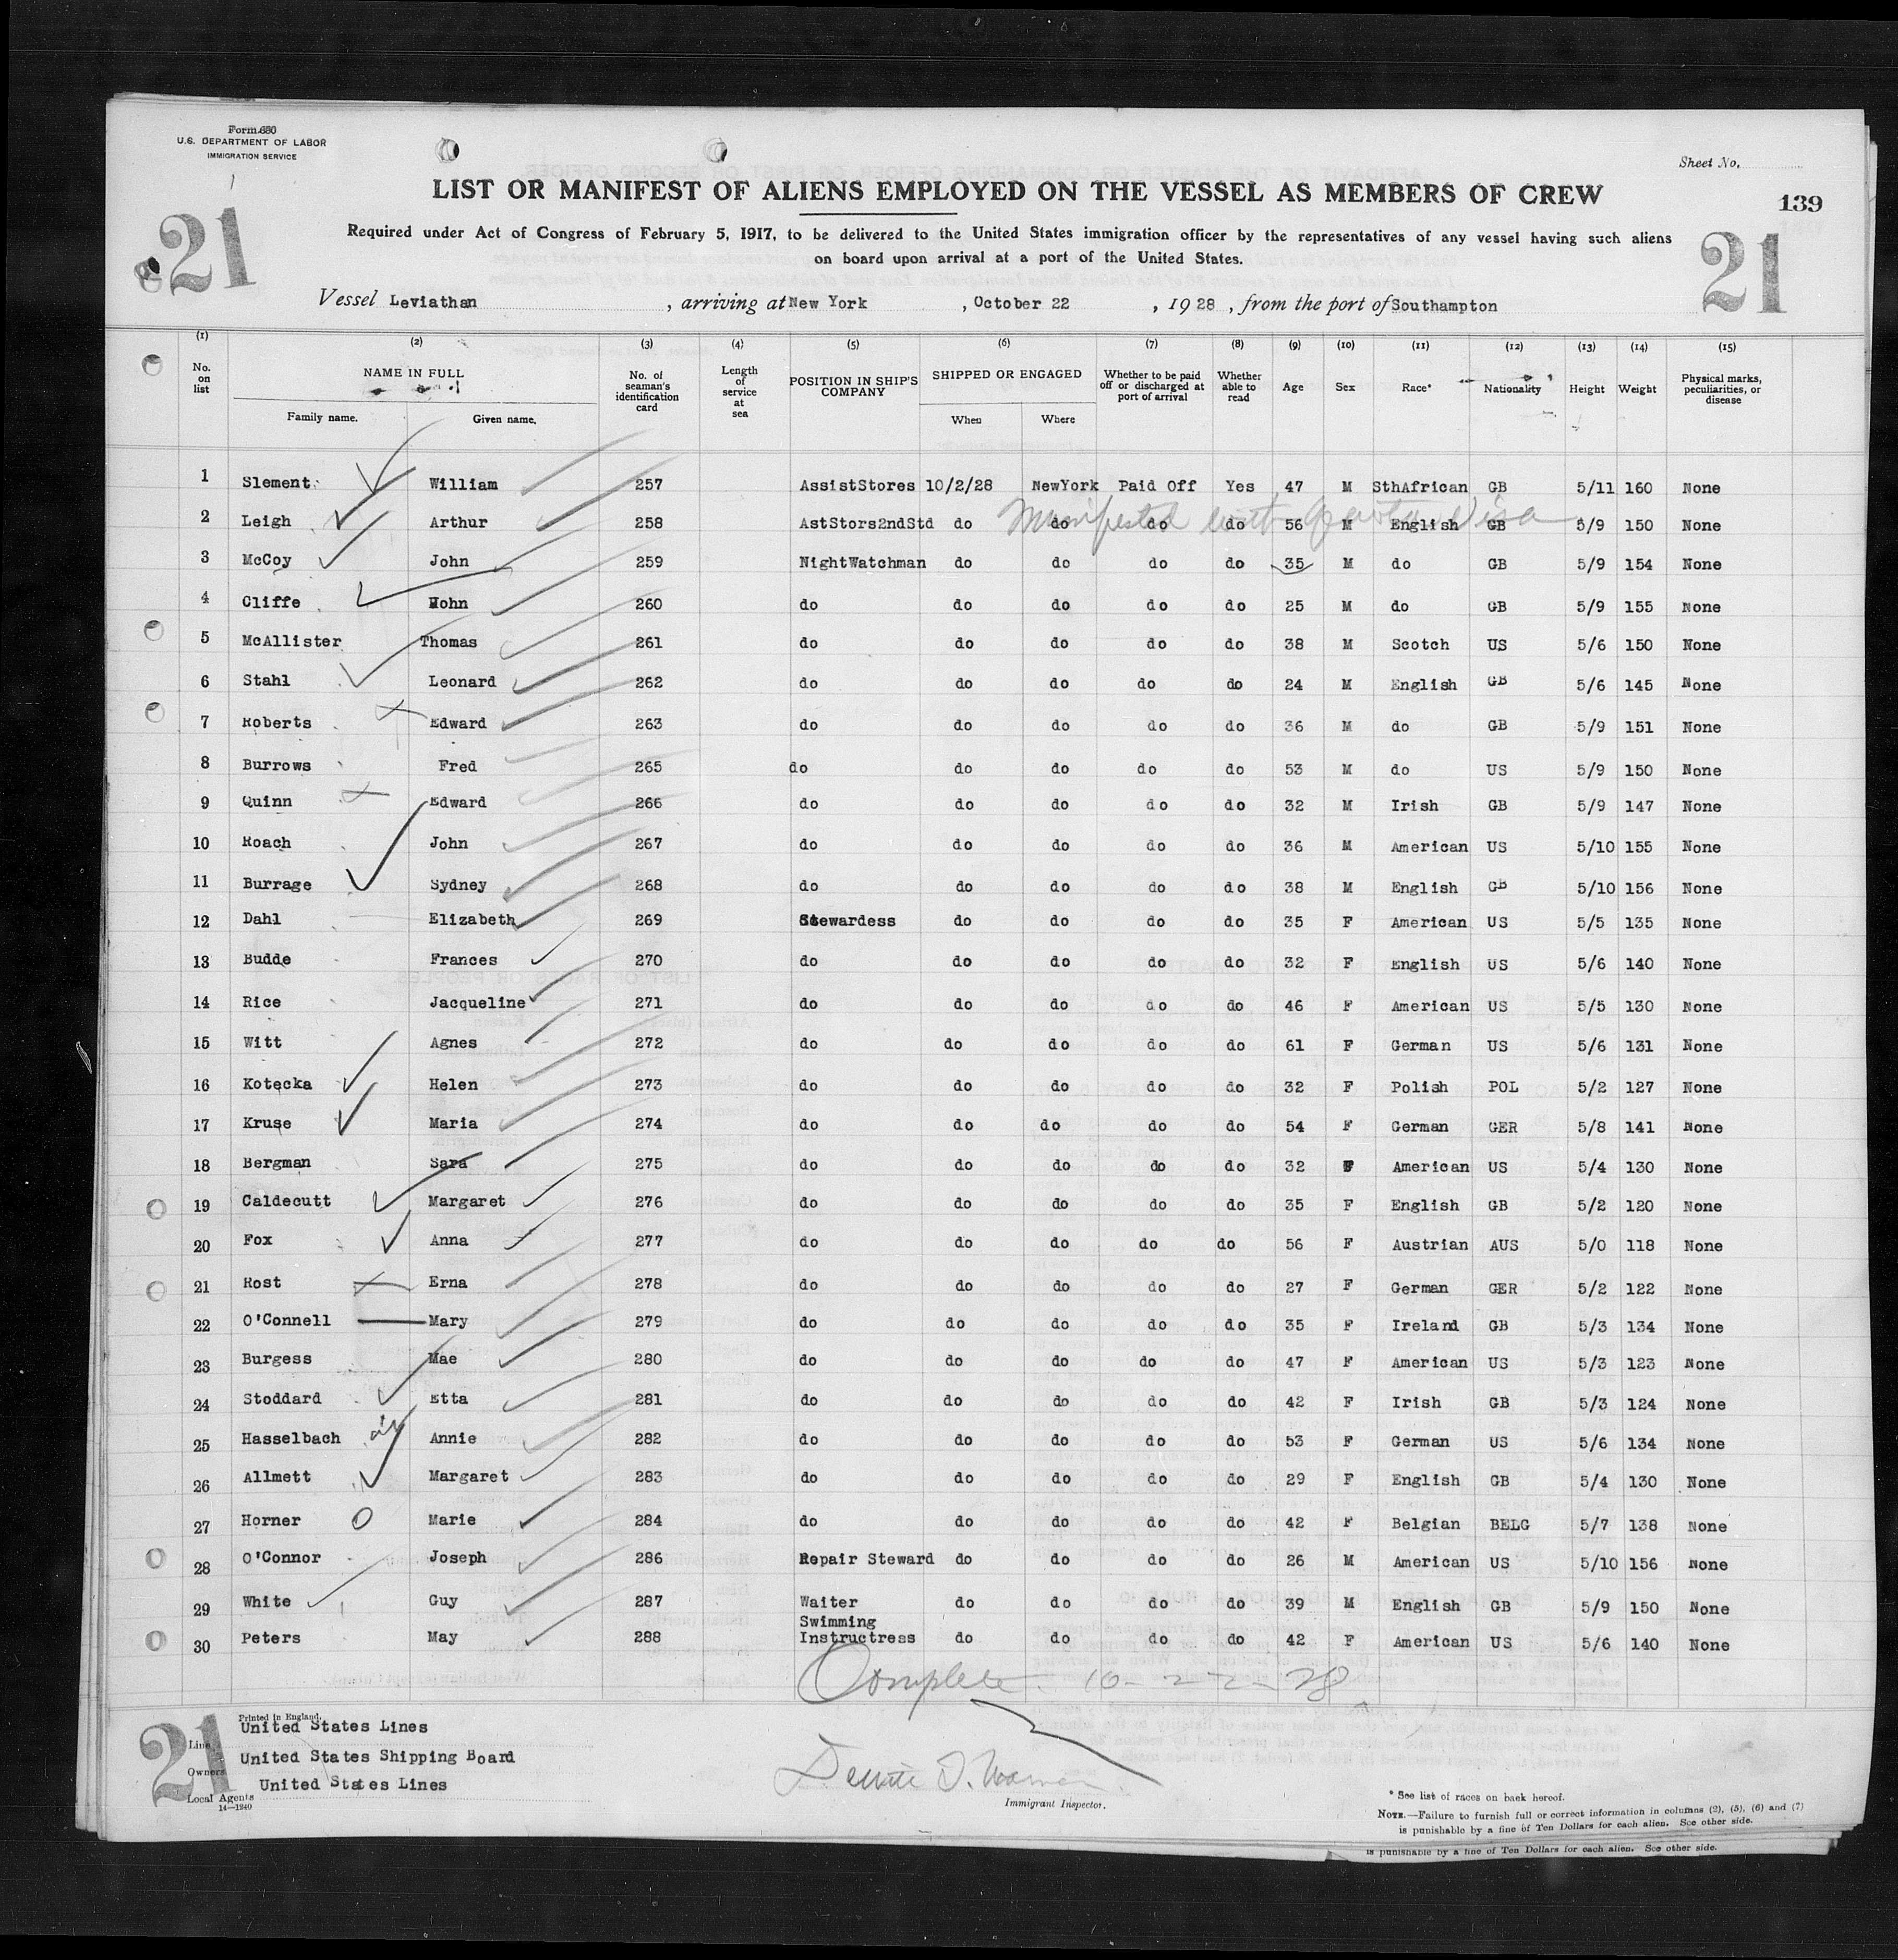 Form 680
U.S. DEPARTMENT OF LABOR
IMMIGRATION SERVICE
Sheet No.
LIST OR MANIFEST OF ALIENS EMPLOYED ON THE VESSEL AS MEMBERS OF CREW
139
21
21
Required under Act of Congress of February 5, 1917, to be delivered to the United States immigration officer by the representatives of any vessel having such aliens
on board upon arrival at a port of the United States.
Vessel Leviathan, arriving at New York, October 22, 1928, from the port of Southampton
(1) (2) (3) (4) (5) (6) (7) (8) (9) (10) (11) (12) (13) (14) (15)
No. on list NAME IN FULL Family name. Given name. No. of seaman's identification card Length of service at sea POSITION IN SHIP'S COMPANY SHIPPED OR ENGAGED When Where Whether to be paid off or discharged at port of arrival Whether able to read Age Sex Race* Nationality Height Weight Physical marks, peculiarities, or disease
1 Slement William 257 AssistStores 10/2/28 NewYork Paid Off Yes 47 M SthAfrican GB 5/11 160 None
Manifested
2 Leigh Arthur 258 AstStors2ndStd do do do do 56 M English GB 5/9 150 None
3 McCoy John 259 NightWatchman do do do do 35 M do GB 5/9 154 None
4 Cliffe Hohn 260 do do do do do 25 M do GB 5/9 155 None
5 McAllister Thomas 261 do do do do do 38 M Scotch US 5/6 150 None
6 Stahl Leonard 262 do do do do do 24 M English GB 5/6 145 None
7 Roberts Edward 263 do do do do do 36 M do GB 5/9 151 None
8 Burrows Fred 265 do do do do do 53 M do US 5/9 150 None
9 Quinn Edward 266 do do do do do 32 M Irish GB 5/9 147 None
10 Roach John 267 do do do do do 36 M American US 5/10 155 None
11 Burrage Sydney 268 do do do do do 38 M English GB 5/10 156 None
12 Dahl Elizabeth 269 Stewardess do do do do 35 F American US 5/5 135 None
13 Budde Frances 270 do do do do do 32 F English US 5/6 140 None
14 Rice Jacqueline 271 do do do do do 46 F American US 5/5 130 None
15 Witt Agnes 272 do do do do do 61 F German US 5/6 131 None
16 Kotecka Helen 273 do do do do do 32 F Polish POL 5/2 127 None
17 Kruse Maria 274 do do do do do 54 F German GER 5/8 141 None
18 Bergman Sara 275 do do do do do 32 F American US 5/4 130 None
19 Caldecutt Margaret 276 do do do do do 35 F English GB 5/2 120 None
20 Fox Anna 277 do do do do do 56 F Austrian AUS 5/0 118 None
21 Rost Erna 278 do do do do do 27 F German GER 5/2 122 None
22 O'Connell Mary 279 do do do do do 35 F Ireland GB 5/3 134 None
23 Burgess Mae 280 do do do do do 47 F American US 5/3 123 None
24 Stoddard Etta 281 do do do do do 42 F Irish GB 5/3 124 None
25 Hasselbach Annie 282 do do do do do 53 F German US 5/6 134 None
26 Allmett Margaret 283 do do do do do 29 F English GB 5/4 130 None
27 Horner Marie 284 do do do do do 42 F Belgian BELG 5/7 138 None
28 O'Connor Joseph 286 Repair Steward do do do do 26 M American US 5/10 156 None
29 White Guy 287 Waiter do do do do 39 M English GB 5/9 150 None
30 Peters May 288 Swimming Instructress do do do do 42 F American US 5/6 140 None
Complete 10-22-28
21
Printed in England.
Line United States Lines
Owners United States Shipping Board
Local Agents United States Lines
14—1240
Immigrant Inspector.
* See list of races on back hereof.
NOTE.—Failure to furnish full or correct information in columns (2), (5), (6) and (7)
is punishable by a fine of Ten Dollars for each alien. See other side.
is punishable by a fine of Ten Dollars for each alien. See other side.